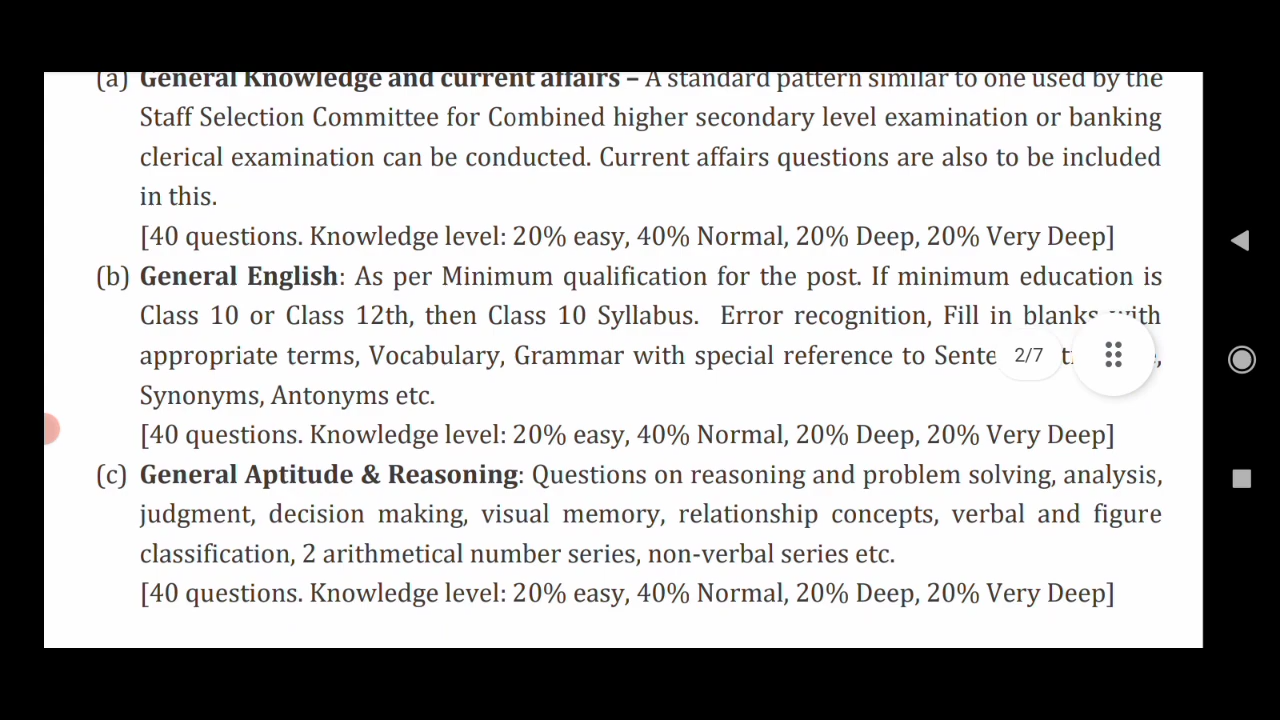 (a) General Knowledge and current affairs – A standard pattern similar to one used by the
Staff Selection Committee for Combined higher secondary level examination or banking
clerical examination can be conducted. Current affairs questions are also to be included
in this.
[40 questions. Knowledge level: 20% easy, 40% Normal, 20% Deep, 20% Very Deep]
(b) General English: As per Minimum qualification for the post. If minimum education is
Class 10 or Class 12th, then Class 10 Syllabus. Error recognition, Fill in blanks with
appropriate terms, Vocabulary, Grammar with special reference to
2/7
Synonyms, Antonyms etc.
[40 questions. Knowledge level: 20% easy, 40% Normal, 20% Deep, 20% Very Deep]
(c) General Aptitude & Reasoning: Questions on reasoning and problem solving, analysis,
judgment, decision making, visual memory, relationship concepts, verbal and figure
classification, 2 arithmetical number series, non-verbal series etc.
[40 questions. Knowledge level: 20% easy, 40% Normal, 20% Deep, 20% Very Deep]